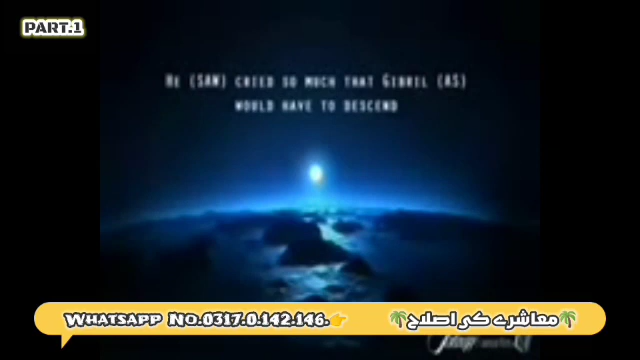 PART.1
He (SAW) cried so much that Gibril (AS)
would have to descend
Whatsapp No.0317.0.142.146.👉 🌴معاشرے کی اصلاح🌴